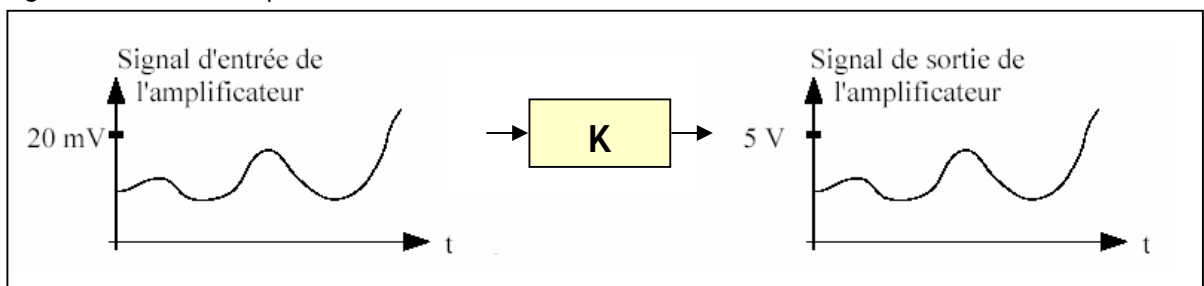 Signal d'entrée de
l'amplificateur
20 mV
t
K
Signal de sortie de
l'amplificateur
5 V
t